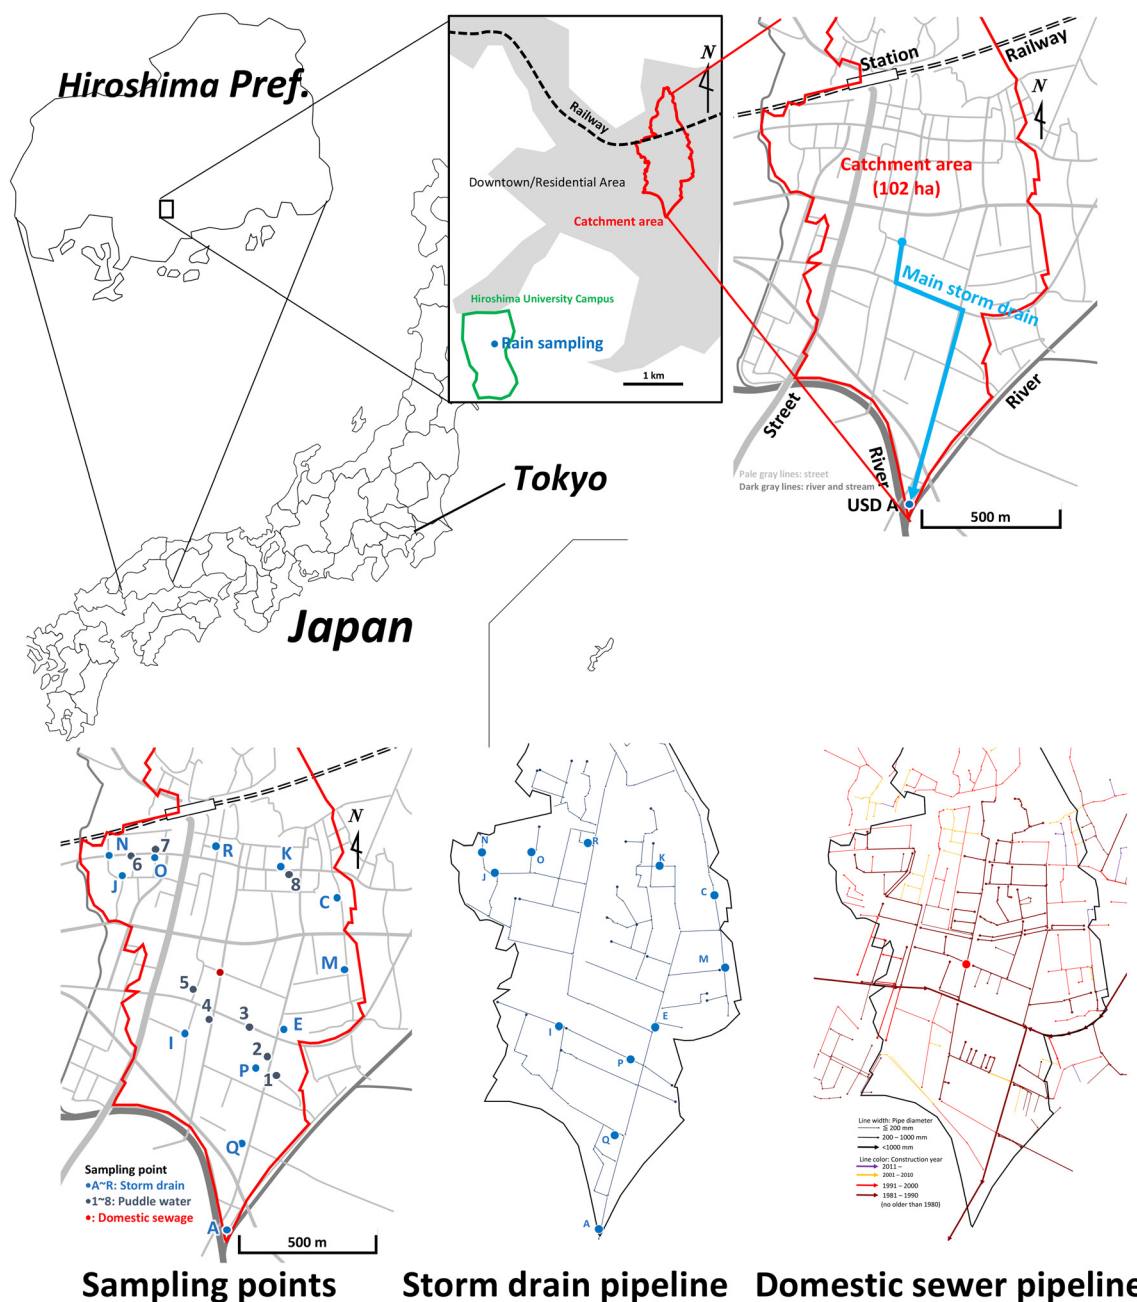 Hiroshima Pref.
N
Railway
Downtown/Residential Area
Catchment area
Hiroshima University Campus
Rain sampling
1 km
Station
Railway
N
Catchment area
(102 ha)
Main storm drain
Street
River
River
Pale gray lines: street
Dark gray lines: river and stream
USD A
500 m
Tokyo
Japan
N
N
7
R
K
6
O
J
8
C
M
5
4
3
E
I
2
P
1
Q
Sampling point
A~R: Storm drain
1~8: Puddle water
: Domestic sewage
A
500 m
Sampling points
N
R
O
K
J
C
M
E
I
P
Q
A
Storm drain pipeline
Line width: Pipe diameter
≦ 200 mm
200 – 1000 mm
<1000 mm
Line color: Construction year
2011 –
2001 – 2010
1991 – 2000
1981 – 1990
(no older than 1980)
Domestic sewer pipeline